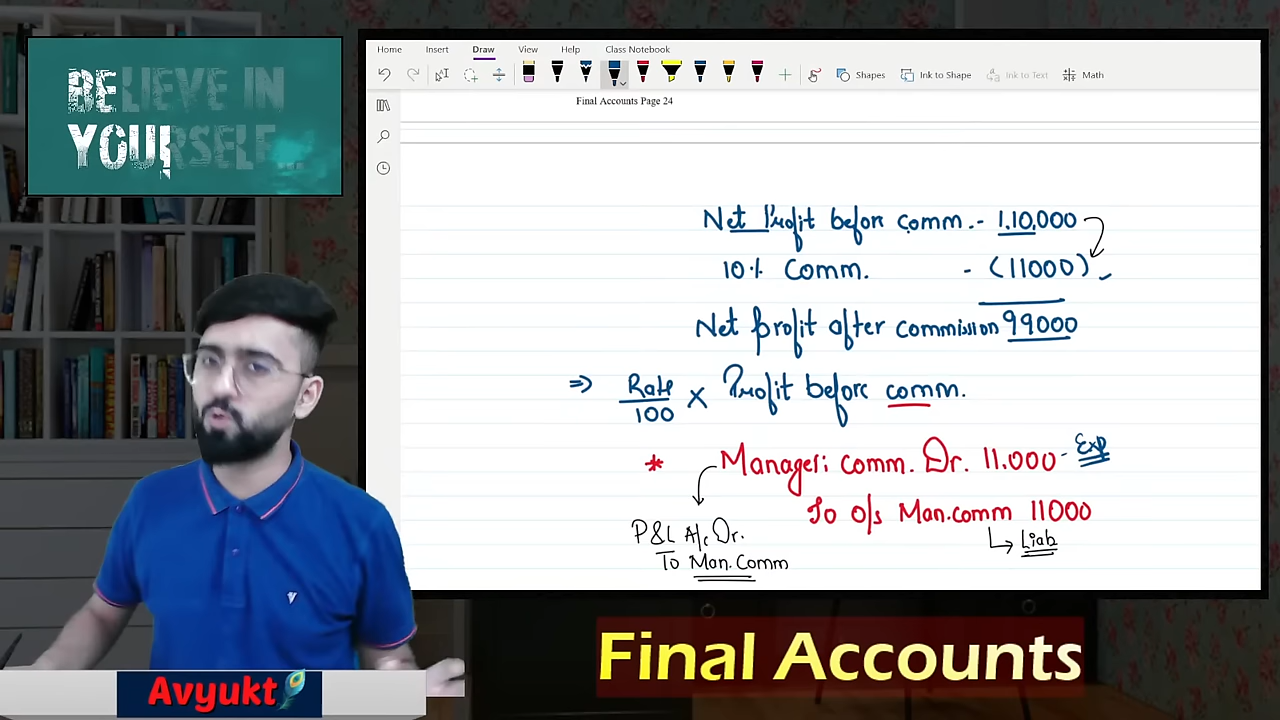 BELIEVE IN
YOURSELF...
Home Insert Draw View Help Class Notebook
Shapes Ink to Shape Ink to Text Math
Final Accounts Page 24
Net Profit before comm. - 1,10,000
10% Comm. - (11000)
Net profit after commission 99000
⇒ Rate/100 × Profit before comm.
* Manager: comm. Dr. 11.000 - Exp
To o/s Man.comm 11000
Liab
P&L A/c Dr.
To Man.Comm
Final Accounts
Avyukt